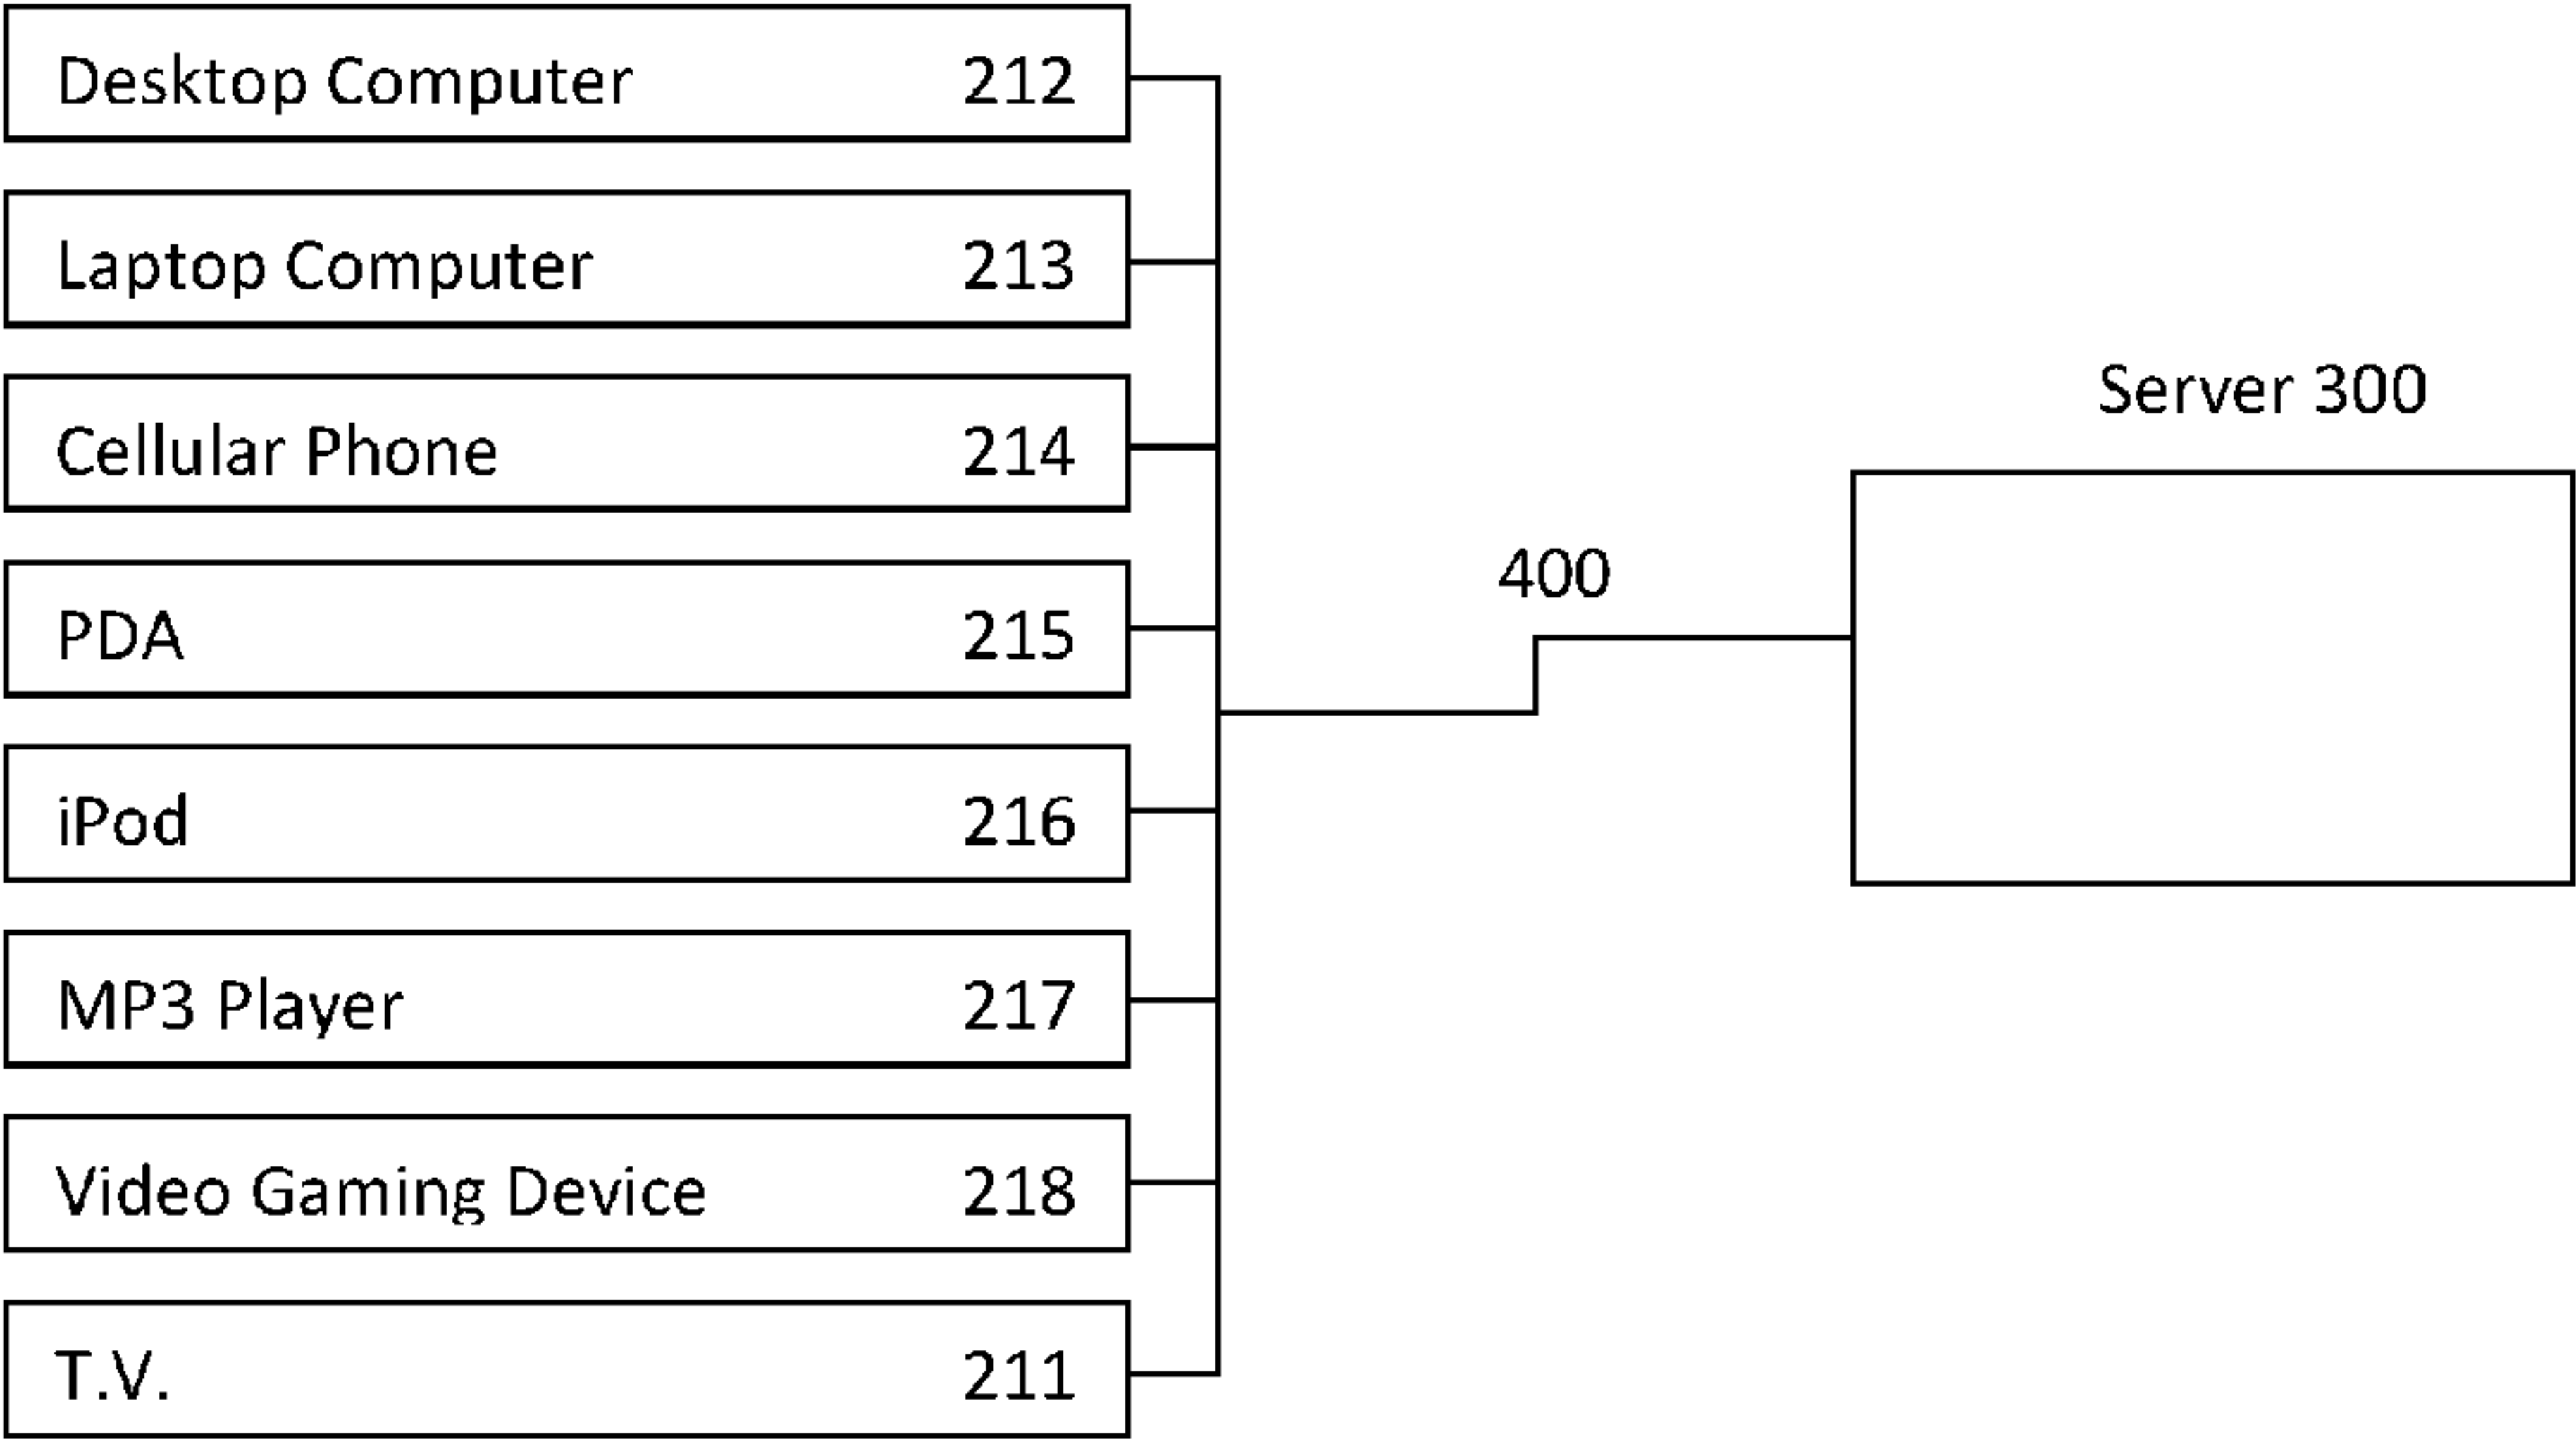 Desktop Computer 212
Laptop Computer 213
Cellular Phone 214
PDA 215
iPod 216
MP3 Player 217
Video Gaming Device 218
T.V. 211
400
Server 300